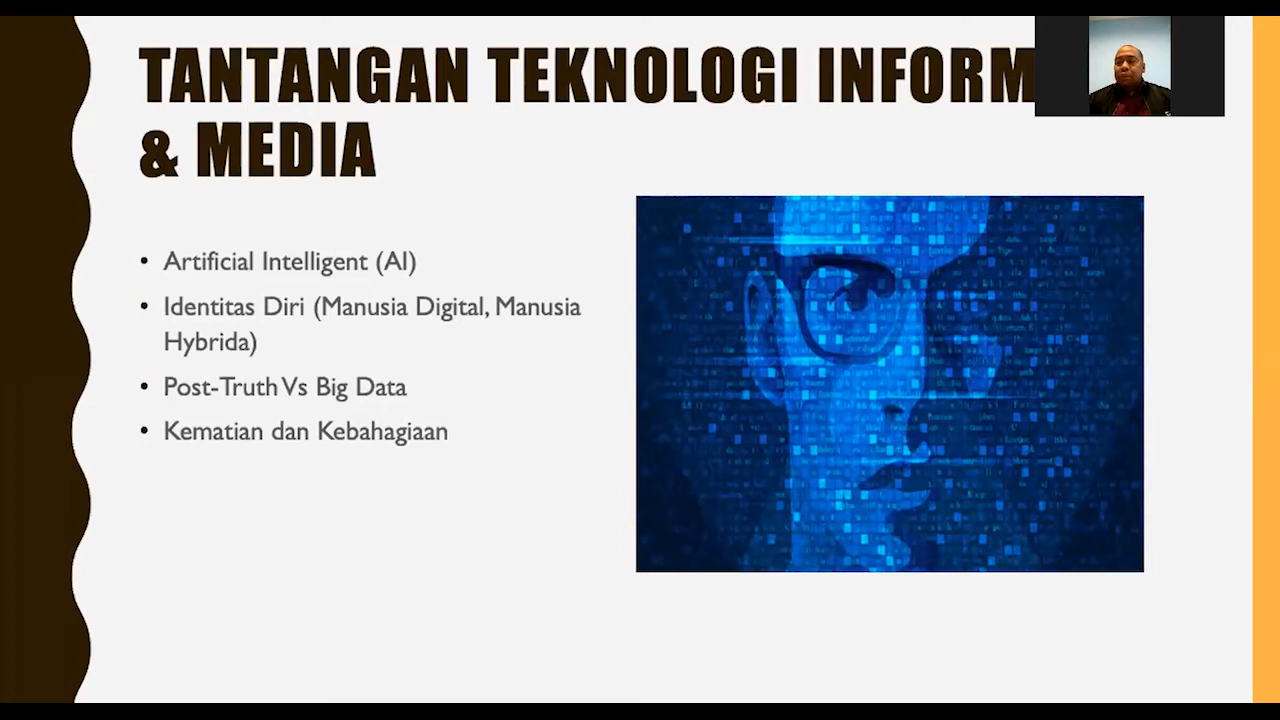 TANTANGAN TEKNOLOGI INFORM
& MEDIA
• Artificial Intelligent (AI)
• Identitas Diri (Manusia Digital, Manusia
Hybrida)
• Post-Truth Vs Big Data
• Kematian dan Kebahagiaan